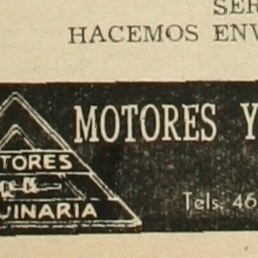 SER
HACEMOS ENV
MOTORES Y
TORES
UINARIA
Tels. 46